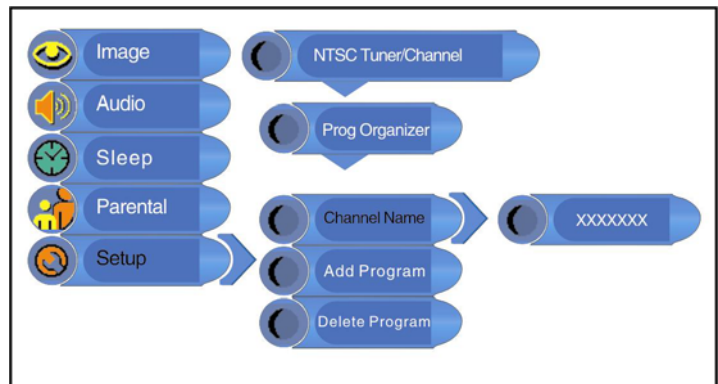 Image
Audio
Sleep
Parental
Setup
NTSC Tuner/Channel
Prog Organizer
Channel Name
Add Program
Delete Program
XXXXXXX